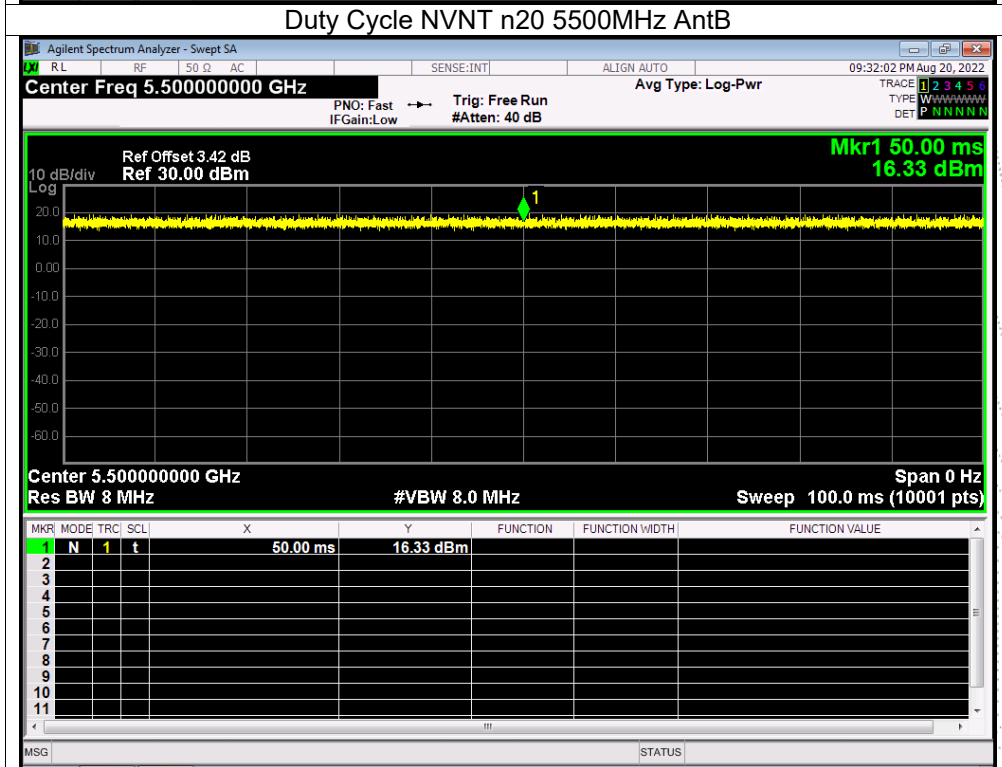 Duty Cycle NVNT n20 5500MHz AntB
Agilent Spectrum Analyzer - Swept SA
LXI RL RF 50 Ω AC SENSE:INT ALIGN AUTO 09:32:02 PM Aug 20, 2022
Center Freq 5.500000000 GHz Avg Type: Log-Pwr TRACE 1 2 3 4 5 6
PNO: Fast Trig: Free Run TYPE WWWWWW
IFGain:Low #Atten: 40 dB DET P N N N N N
Mkr1 50.00 ms
Ref Offset 3.42 dB
10 dB/div Ref 30.00 dBm 16.33 dBm
Log
1
20.0
10.0
0.00
-10.0
-20.0
-30.0
-40.0
-50.0
-60.0
Center 5.500000000 GHz Span 0 Hz
Res BW 8 MHz #VBW 8.0 MHz Sweep 100.0 ms (10001 pts)
MKR MODE TRC SCL X Y FUNCTION FUNCTION WIDTH FUNCTION VALUE
1 N 1 t 50.00 ms 16.33 dBm
2
3
4
5
6
7
8
9
10
11
MSG STATUS